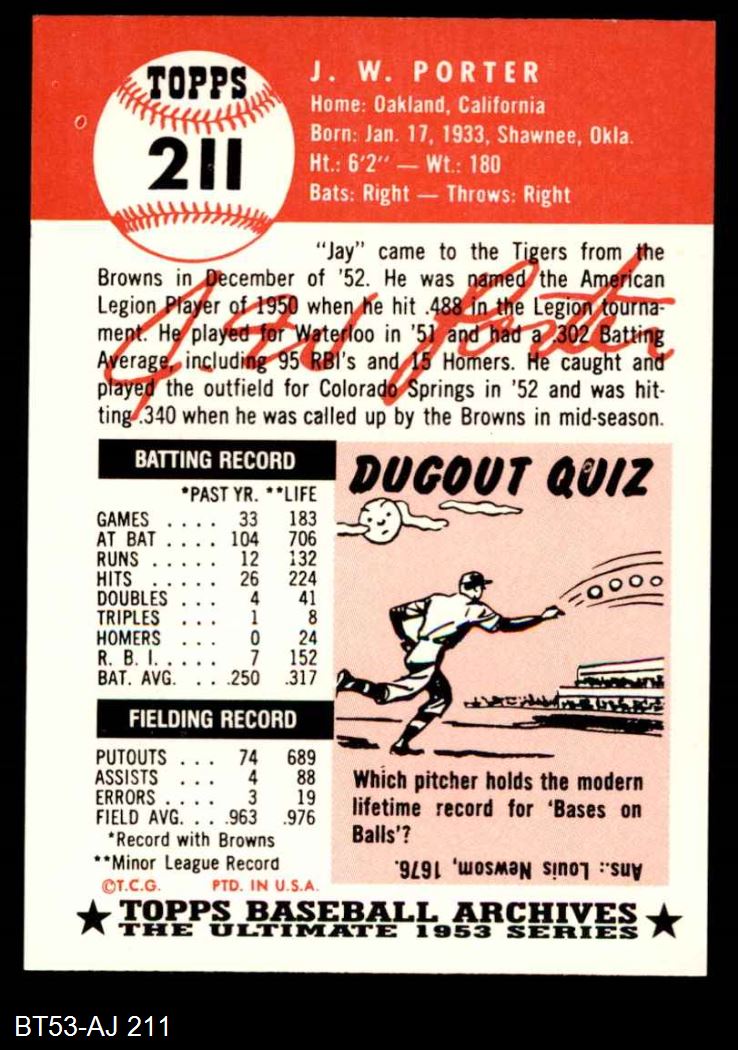 TOPPS
211
J. W. PORTER
Home: Oakland, California
Born: Jan. 17, 1933, Shawnee, Okla.
Ht.: 6'2" — Wt.: 180
Bats: Right — Throws: Right
"Jay" came to the Tigers from the
Browns in December of '52. He was named the American
Legion Player of 1950 when he hit .488 in the Legion tourna-
ment. He played for Waterloo in '51 and had a .302 Batting
Average, including 95 RBI's and 15 Homers. He caught and
played the outfield for Colorado Springs in '52 and was hit-
ting .340 when he was called up by the Browns in mid-season.
J. W. Porter
BATTING RECORD
*PAST YR. **LIFE
GAMES . . . . 33 183
AT BAT . . . . 104 706
RUNS . . . . . 12 132
HITS . . . . . 26 224
DOUBLES . . . 4 41
TRIPLES . . . 1 8
HOMERS . . . 0 24
R. B. I. . . . . . 7 152
BAT. AVG. . . . .250 .317
FIELDING RECORD
PUTOUTS . . . 74 689
ASSISTS . . . 4 88
ERRORS . . . . 3 19
FIELD AVG. . . .963 .976
*Record with Browns
**Minor League Record
©T.C.G. PTD. IN U.S.A.
DUGOUT QUIZ
Which pitcher holds the modern
lifetime record for 'Bases on
Balls'?
Ans.: Louis Newsom, 1676.
TOPPS BASEBALL ARCHIVES
THE ULTIMATE 1953 SERIES
BT53-AJ 211